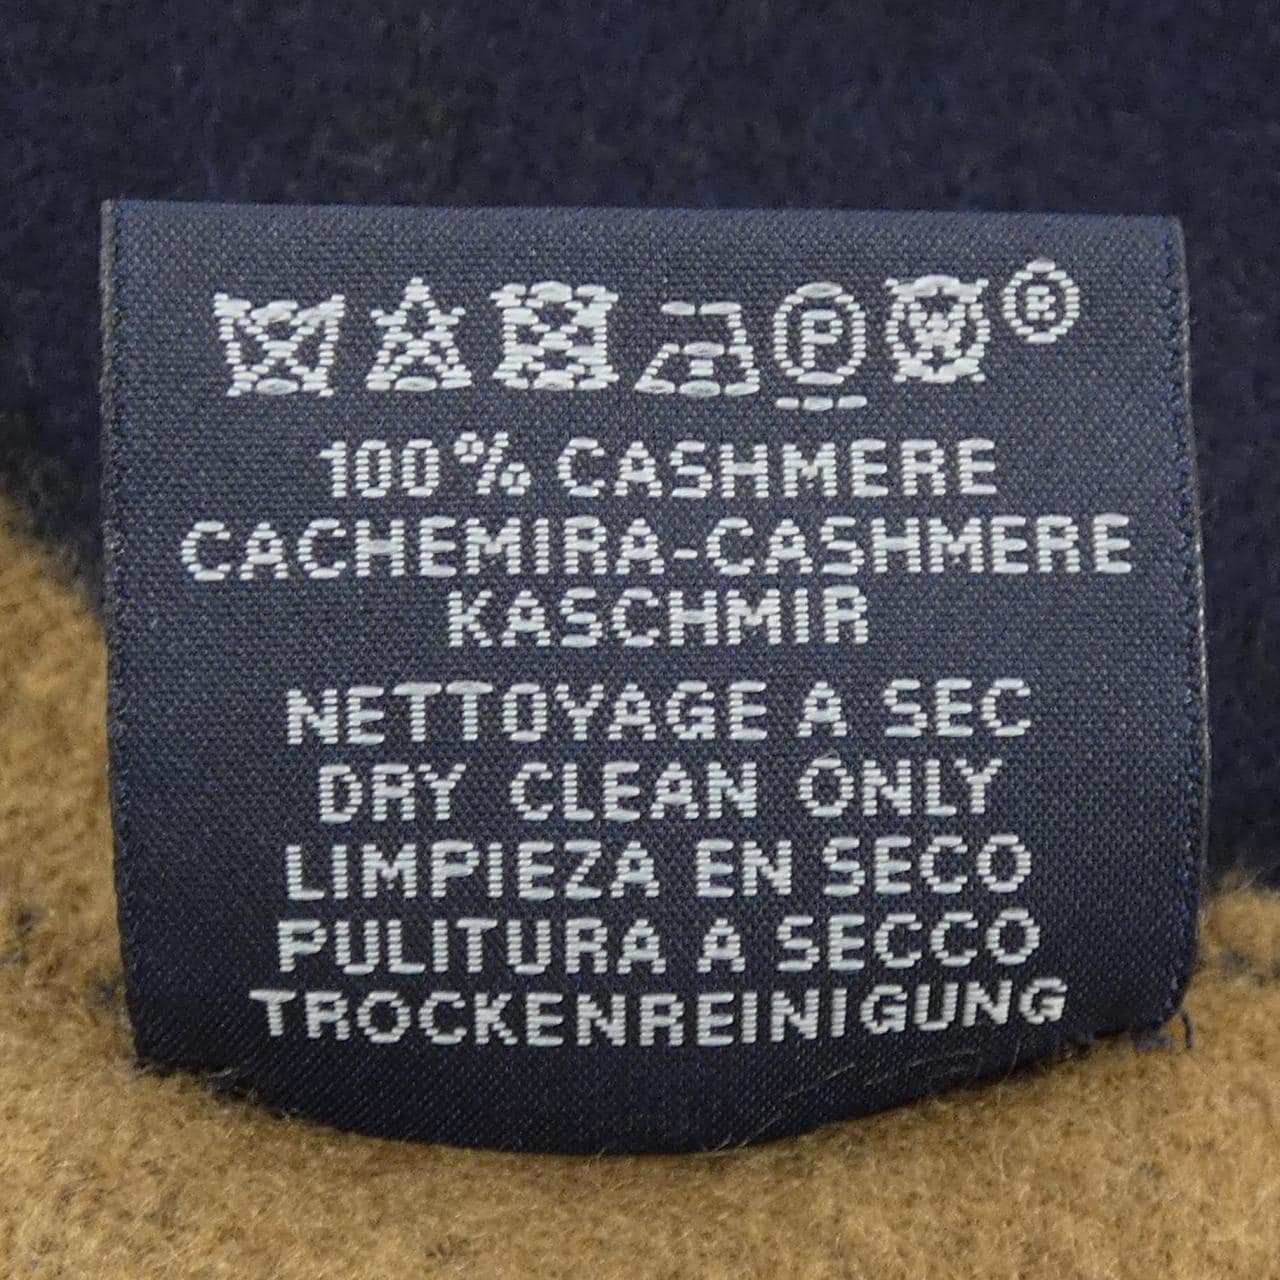 P ®
100% CASHMERE
CACHEMIRA-CASHMERE
KASCHMIR
NETTOYAGE A SEC
DRY CLEAN ONLY
LIMPIEZA EN SECO
PULITURA A SECCO
TROCKENREINIGUNG